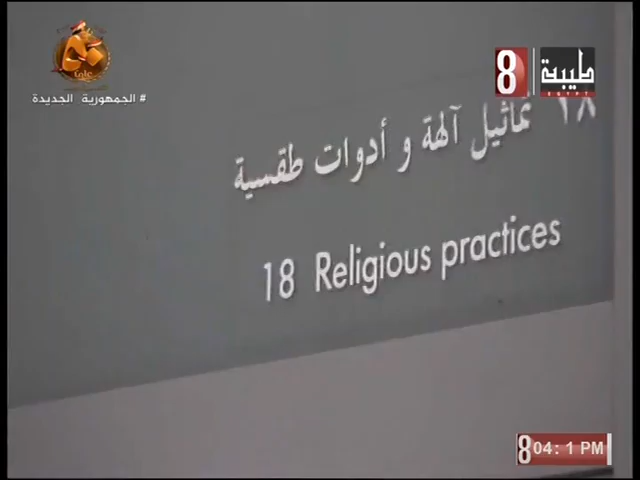 8 طيبة
EGYPT
# الجمهورية الجديدة
١٨ تماثيل آلهة و أدوات طقسية
18 Religious practices
8 04: 1 PM